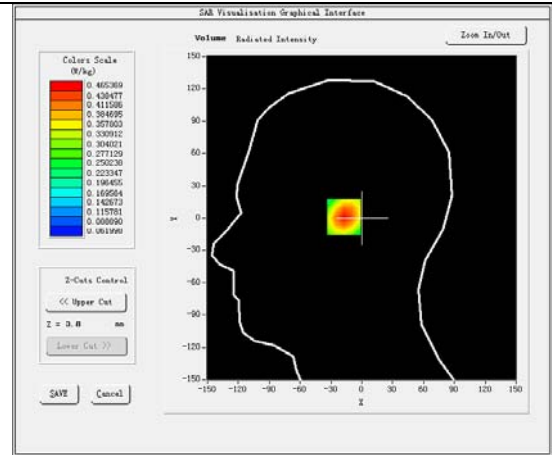 SAR Visualisation Graphical Interface
Volume Radiated Intensity
Zoom In/Out
Colors Scale
(W/kg)
0.465369
0.438477
0.411586
0.384695
0.357803
0.330912
0.304021
0.277129
0.250238
0.223347
0.196455
0.169564
0.142673
0.115781
0.088890
0.061998
150
120
90
60
30
Y 0
-30
-60
-90
-120
-150
-150 -120 -90 -60 -30 0 30 60 90 120 150
X
Z-Cuts Control
<< Upper Cut
Z = 3.0 mm
Lower Cut >>
SAVE
Cancel